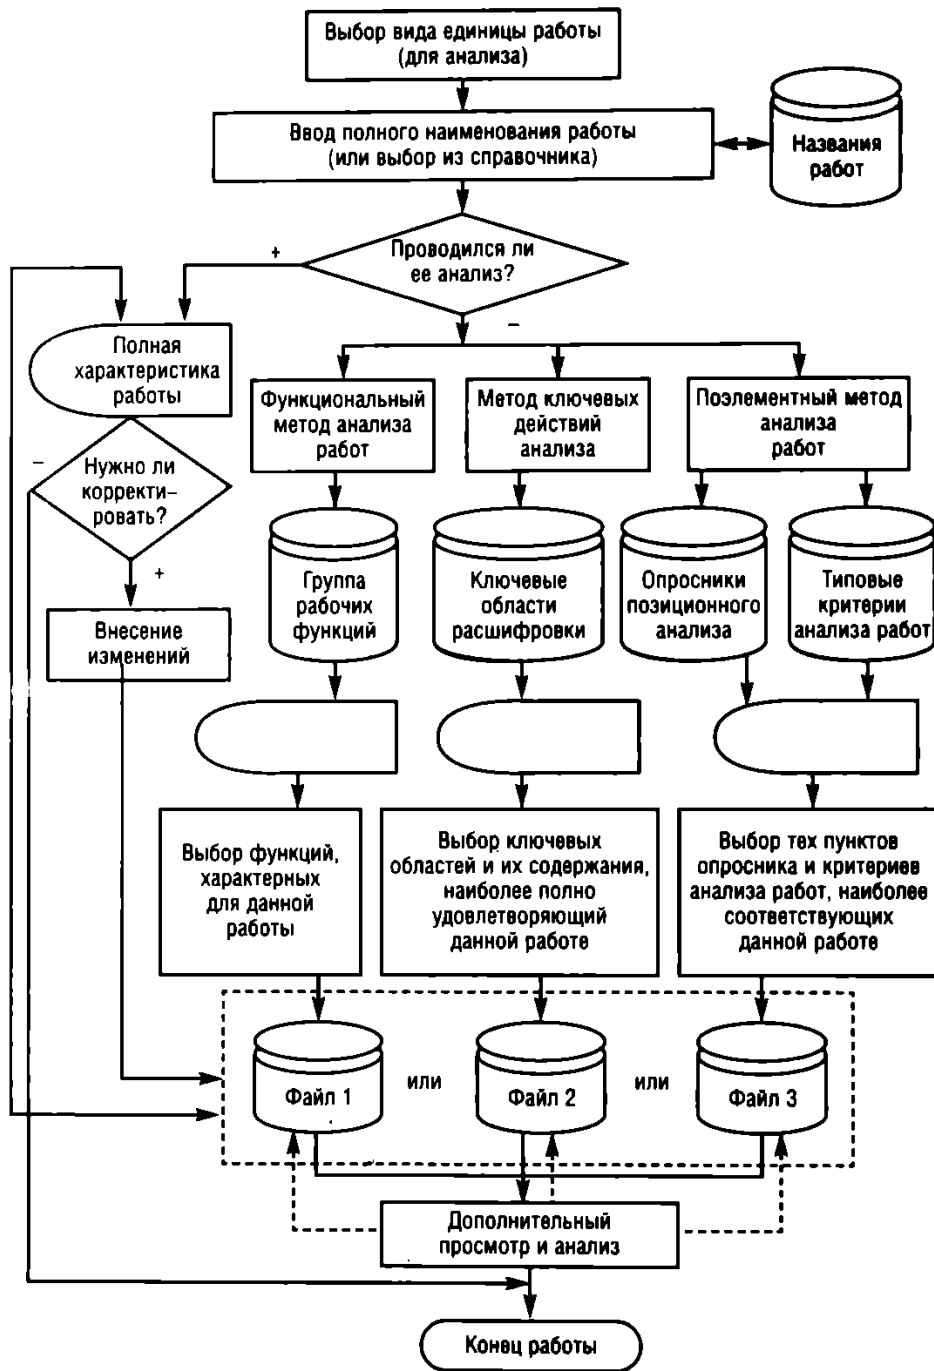 Выбор вида единицы работы
(для анализа)
Ввод полного наименования работы
(или выбор из справочника)
Названия
работ
Проводился ли
ее анализ?
+
−
Полная
характеристика
работы
Функциональный
метод анализа
работ
Метод ключевых
действий
анализа
Поэлементный метод
анализа
работ
−
Нужно ли
корректи-
ровать?
+
Группа
рабочих
функций
Ключевые
области
расшифровки
Опросники
позиционного
анализа
Типовые
критерии
анализа работ
Внесение
изменений
Выбор функций,
характерных
для данной
работы
Выбор ключевых
областей и их содержания,
наиболее полно
удовлетворяющий
данной работе
Выбор тех пунктов
опросника и критериев
анализа работ, наиболее
соответствующих
данной работе
Файл 1
или
Файл 2
или
Файл 3
Дополнительный
просмотр и анализ
Конец работы